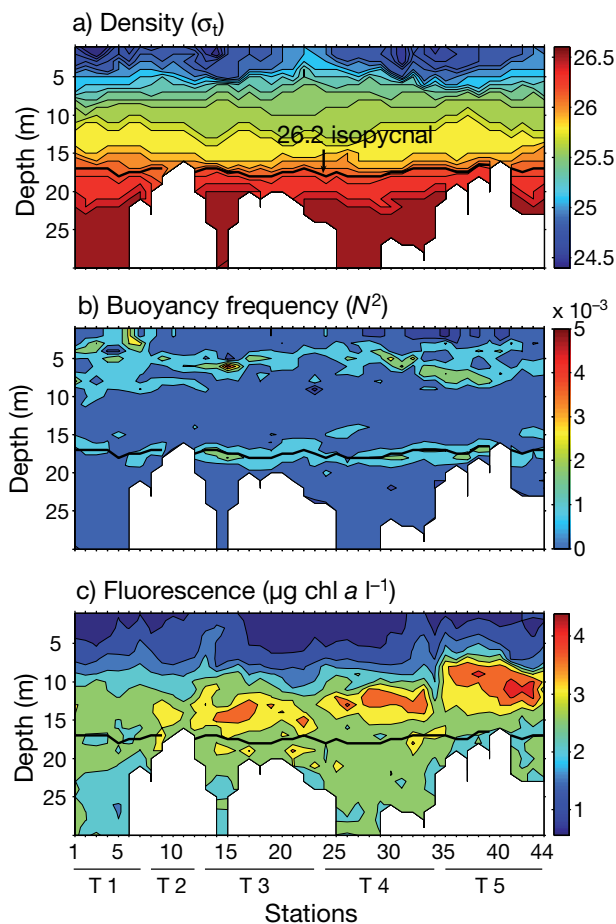 a) Density (σt)
5
10
15
20
25
Depth (m)
26.2 isopycnal
26.5
26
25.5
25
24.5
b) Buoyancy frequency (N²)
x 10⁻³
5
10
15
20
25
Depth (m)
5
4
3
2
1
0
c) Fluorescence (µg chl a l⁻¹)
5
10
15
20
25
Depth (m)
4
3
2
1
1 5 10 15 20 25 30 35 40 44
T 1 T 2 T 3 T 4 T 5
Stations